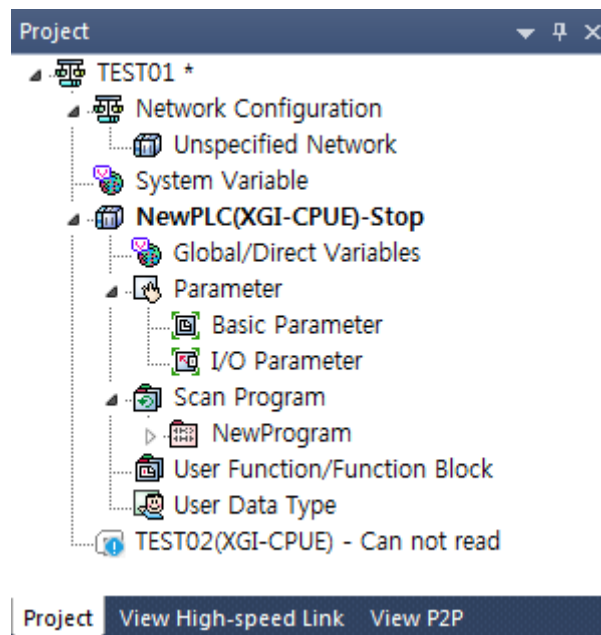 Project
TEST01 *
Network Configuration
Unspecified Network
System Variable
NewPLC(XGI-CPUE)-Stop
Global/Direct Variables
Parameter
Basic Parameter
I/O Parameter
Scan Program
NewProgram
User Function/Function Block
User Data Type
TEST02(XGI-CPUE) - Can not read
Project View High-speed Link View P2P